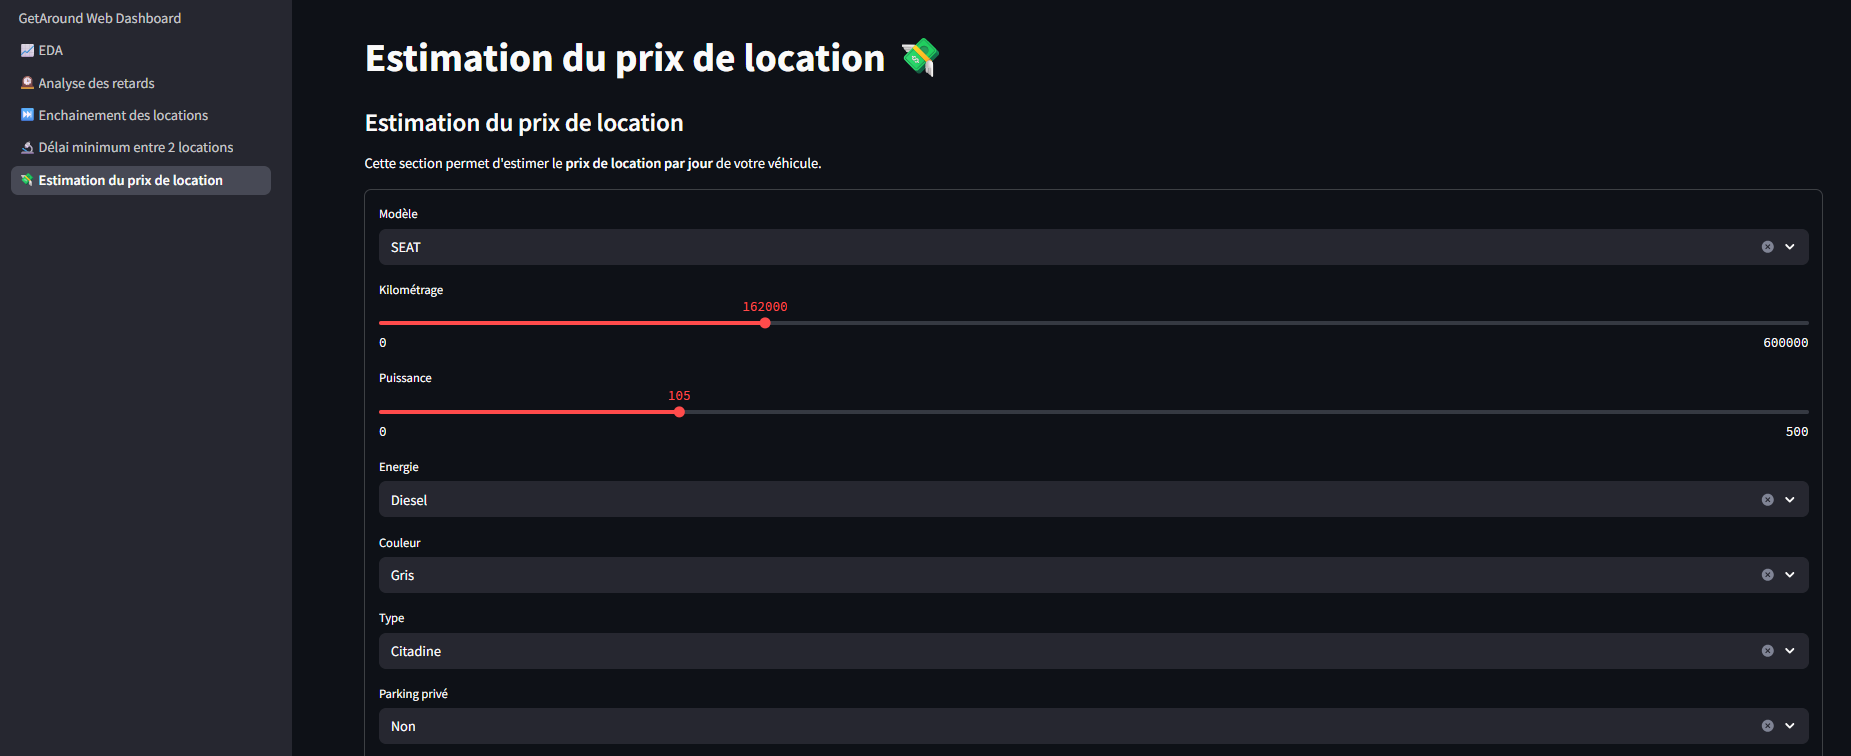 GetAround Web Dashboard
EDA
Analyse des retards
Enchainement des locations
Délai minimum entre 2 locations
Estimation du prix de location
Estimation du prix de location
Estimation du prix de location
Cette section permet d'estimer le prix de location par jour de votre véhicule.
Modèle
SEAT
Kilométrage
162000
0 600000
Puissance
105
0 500
Energie
Diesel
Couleur
Gris
Type
Citadine
Parking privé
Non